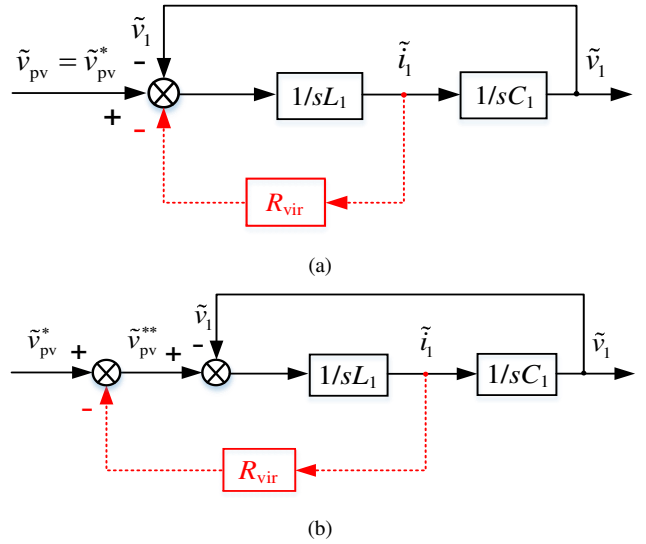 ṽ₁
ṽpv = ṽ*pv
-
+
-
1/sL₁
ĩ₁
1/sC₁
ṽ₁
Rvir
(a)
ṽ₁
ṽ*pv
+
-
ṽ**pv
+
-
1/sL₁
ĩ₁
1/sC₁
ṽ₁
Rvir
(b)